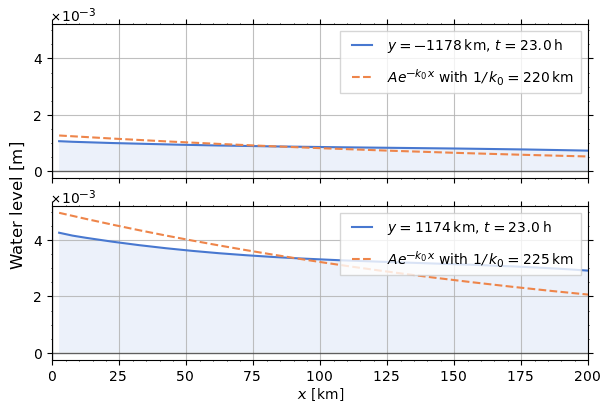 ×10⁻³
4
2
0
y = −1178 km, t = 23.0 h
Ae^{−k₀x} with 1/k₀ = 220 km
×10⁻³
4
2
0
y = 1174 km, t = 23.0 h
Ae^{−k₀x} with 1/k₀ = 225 km
Water level [m]
0 25 50 75 100 125 150 175 200
x [km]